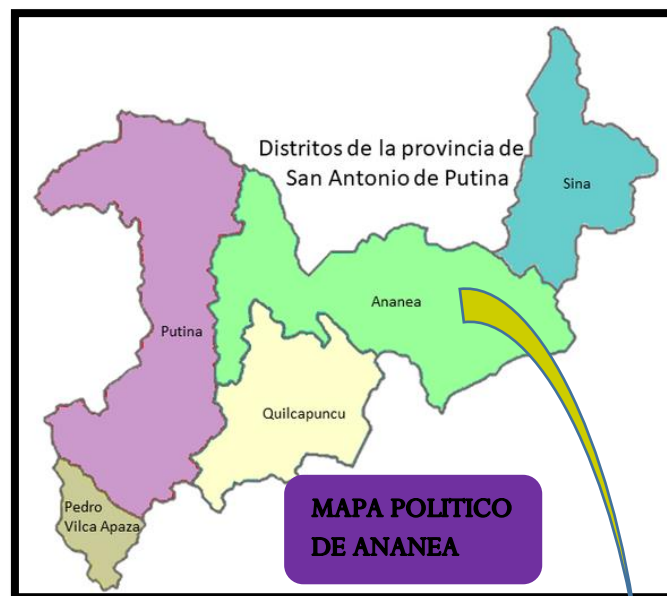 Distritos de la provincia de
San Antonio de Putina
Sina
Ananea
Putina
Quilcapuncu
Pedro
Vilca Apaza
MAPA POLITICO
DE ANANEA